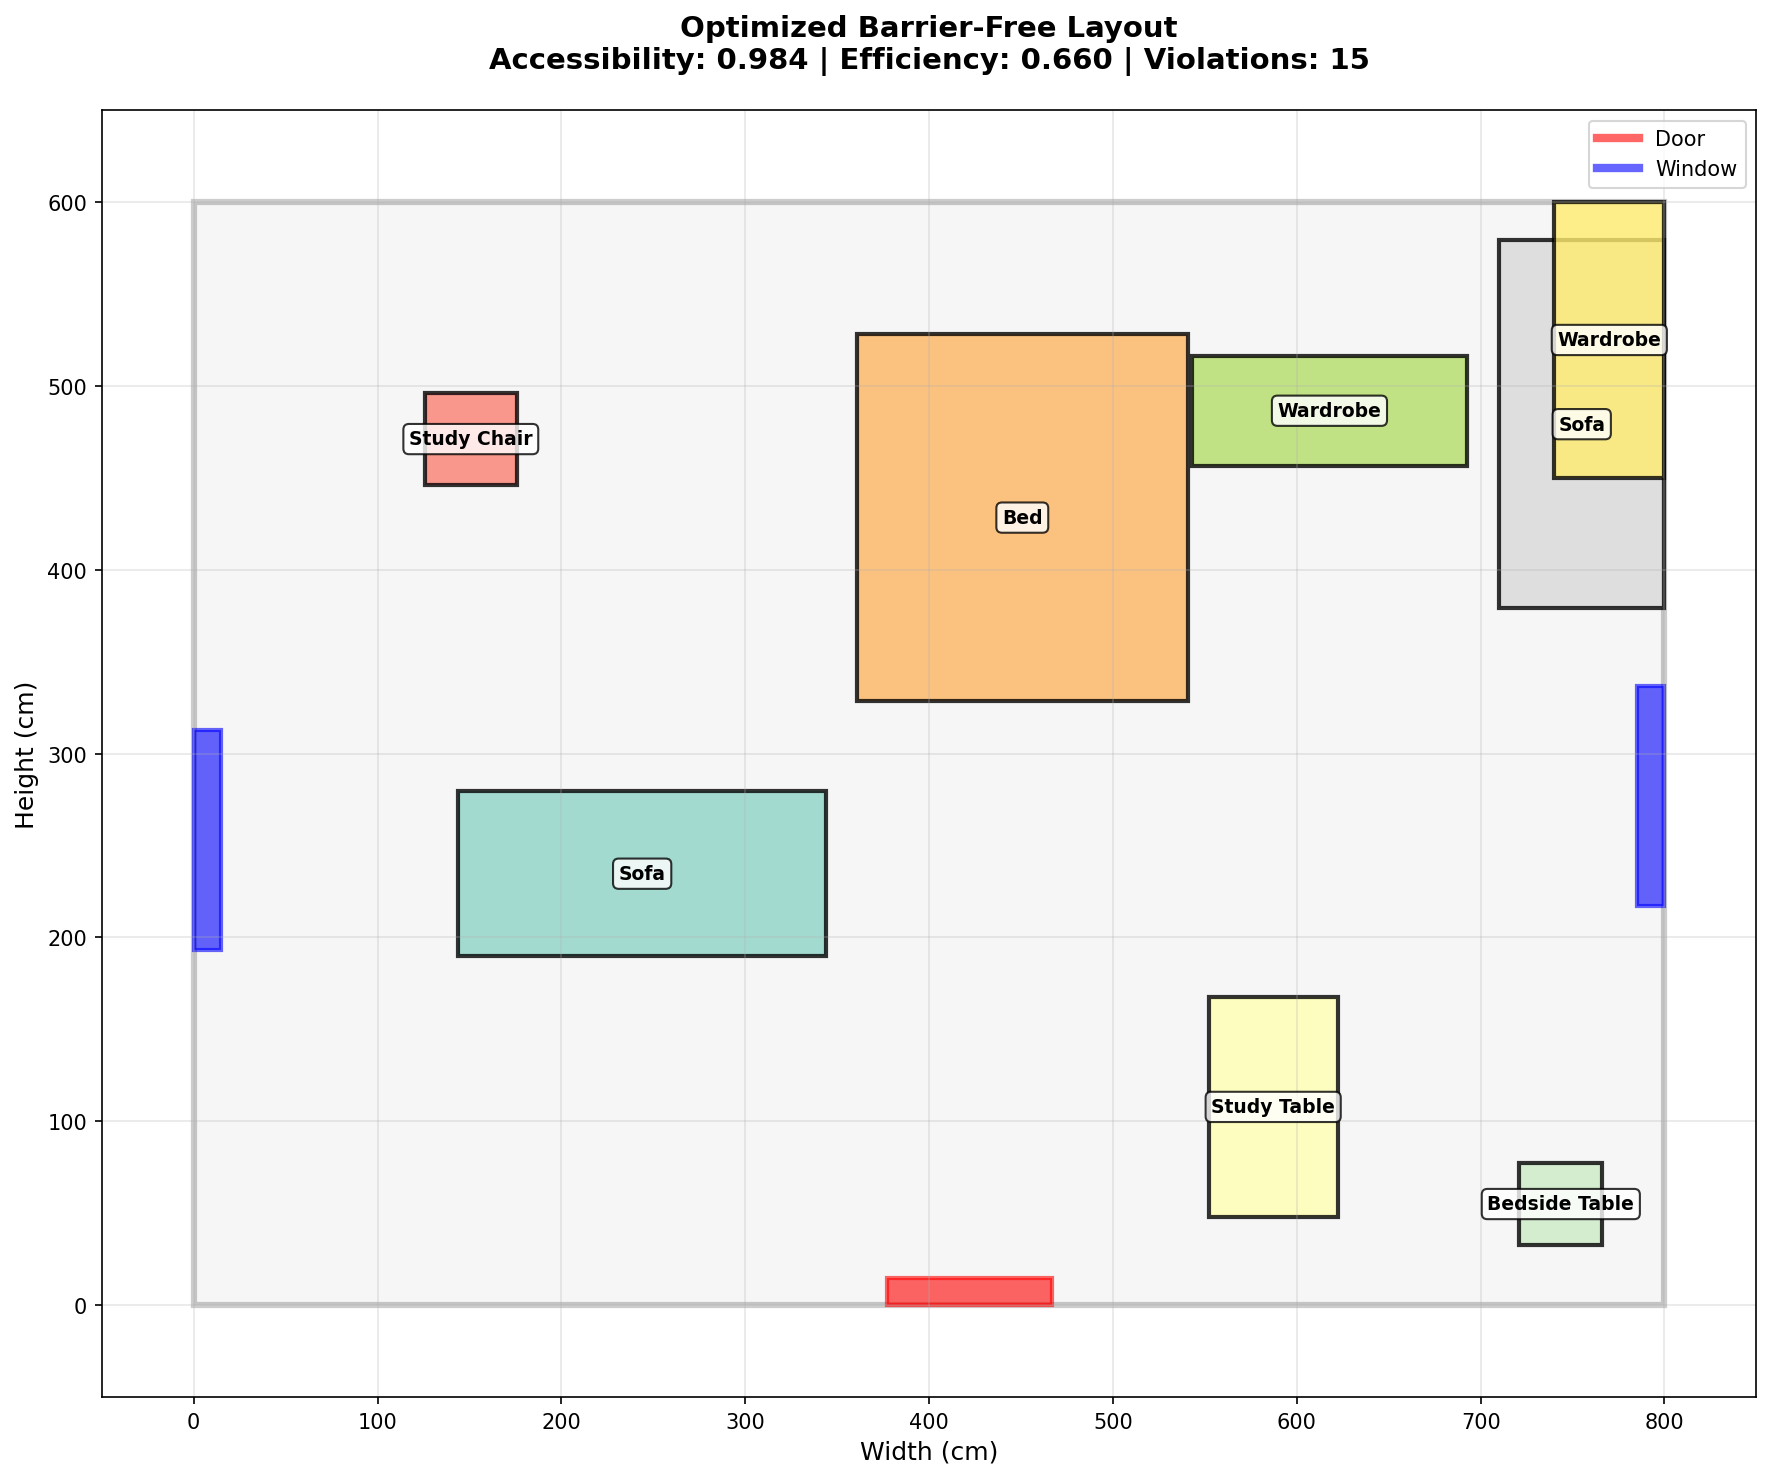 Optimized Barrier-Free Layout
Accessibility: 0.984 | Efficiency: 0.660 | Violations: 15
Door
Window
600
500
400
300
200
100
0
Height (cm)
Wardrobe
Wardrobe
Sofa
Study Chair
Bed
Sofa
Study Table
Bedside Table
0
100
200
300
400
500
600
700
800
Width (cm)